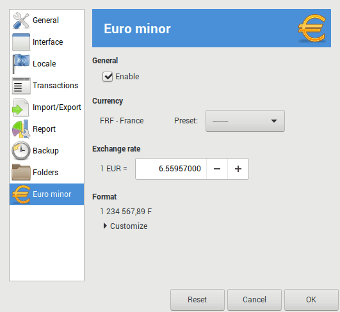 General
Interface
Locale
Transactions
Import/Export
Report
Backup
Folders
Euro minor
Euro minor
General
Enable
Currency
FRF - France Preset: -----
Exchange rate
1 EUR = 6.55957000 − +
Format
1 234 567,89 F
Customize
Reset Cancel OK